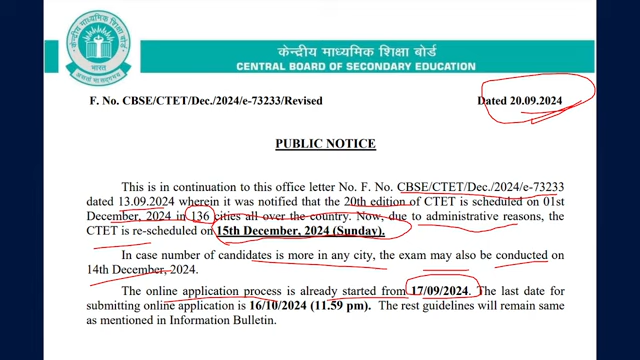 केन्द्रीय माध्यमिक शिक्षा बोर्ड
CENTRAL BOARD OF SECONDARY EDUCATION
भारत
असतो मा सद्गमय
F. No. CBSE/CTET/Dec./2024/e-73233/Revised Dated 20.09.2024
PUBLIC NOTICE
This is in continuation to this office letter No. F. No. CBSE/CTET/Dec./2024/e-73233
dated 13.09.2024 wherein it was notified that the 20th edition of CTET is scheduled on 01st
December, 2024 in 136 cities all over the country. Now, due to administrative reasons, the
CTET is re-scheduled on 15th December, 2024 (Sunday).
In case number of candidates is more in any city, the exam may also be conducted on
14th December, 2024.
The online application process is already started from 17/09/2024. The last date for
submitting online application is 16/10/2024 (11.59 pm). The rest guidelines will remain same
as mentioned in Information Bulletin.